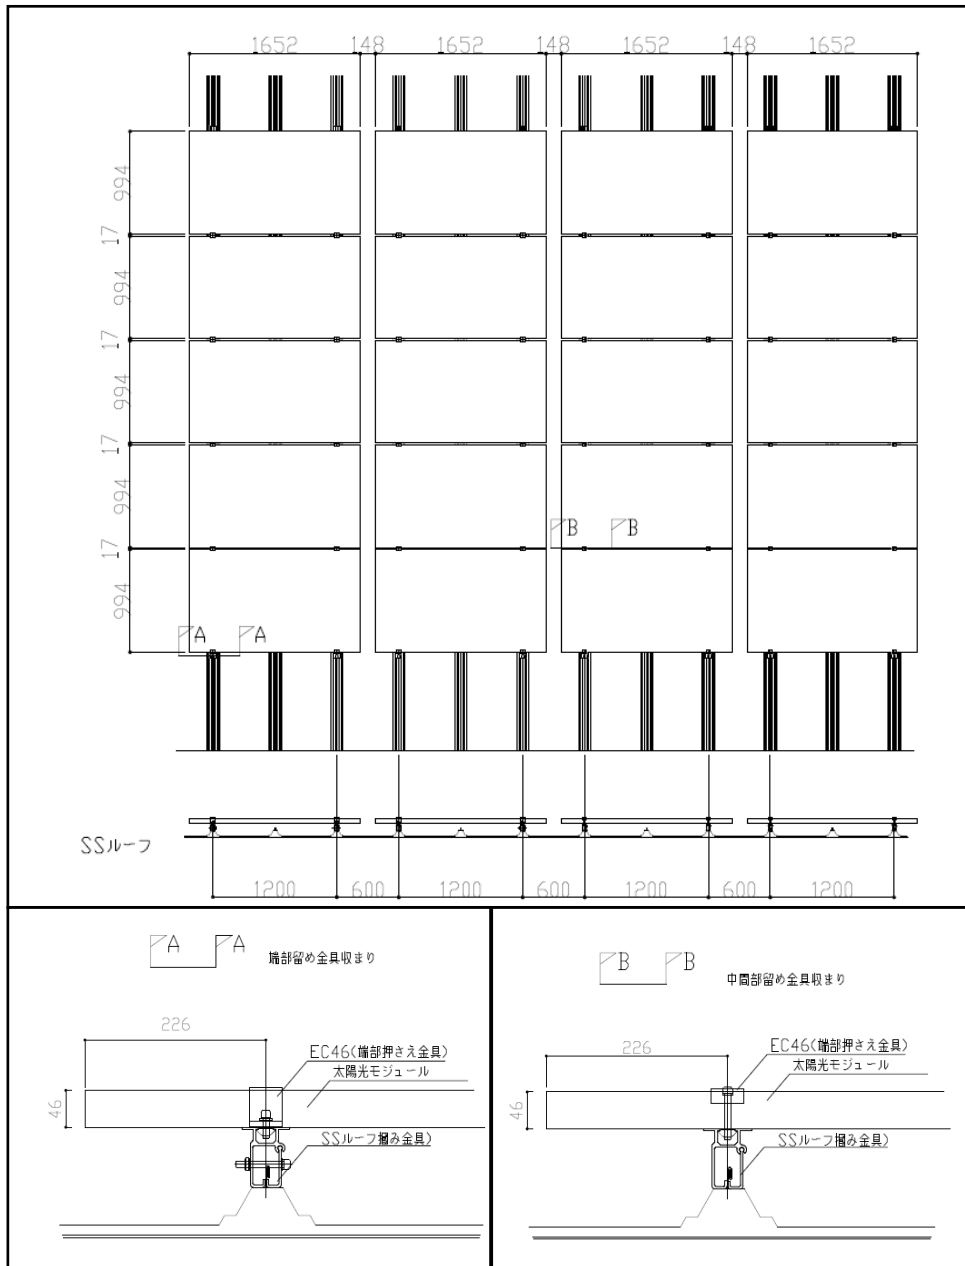 1652 148 1652 148 1652 148 1652
994
17
994
17
994
17
994
17
994
B B
A A
SSルーフ
1200 600 1200 600 1200 600 1200
A A
端部留め金具収まり
226
EC46(端部押さえ金具)
太陽光モジュール
46
SSルーフ掴み金具)
B B
中間部留め金具収まり
226
EC46(端部押さえ金具)
太陽光モジュール
46
SSルーフ掴み金具)